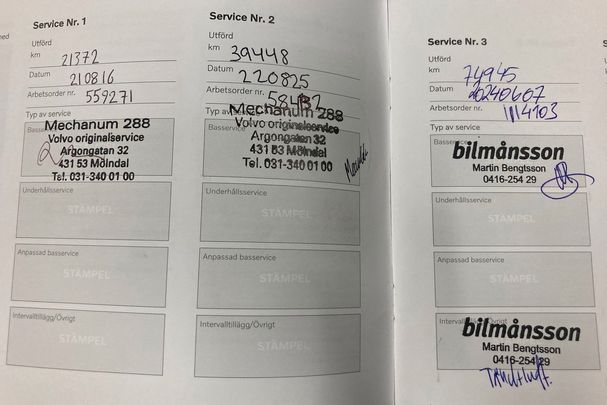 Service Nr. 1
Utförd
km 21372
Datum 210816
Arbetsorder nr. 559271
Typ av service
Basservice
Mechanum 288
Volvo originalservice
Argongatan 32
431 53 Mölndal
Tel. 031-340 01 00
Underhållsservice
STÄMPEL
Anpassad basservice
STÄMPEL
Intervalltillägg/Övrigt
STÄMPEL
Service Nr. 2
Utförd
km 39448
Datum 220825
Arbetsorder nr.
Typ av service
Mechanum 288
Volvo originalservice
Argongatan 32
431 53 Mölndal
Tel. 031-340 01 00
Underhållsservice
STÄMPEL
Anpassad basservice
STÄMPEL
Intervalltillägg/Övrigt
STÄMPEL
Service Nr. 3
Utförd
km 74945
Datum 20240607
Arbetsorder nr. 1114103
Typ av service
Basservice
bilmånsson
Martin Bengtsson
0416-254 29
Underhållsservice
STÄMPEL
Anpassad basservice
STÄMPEL
Intervalltillägg/Övrigt
bilmånsson
Martin Bengtsson
0416-254 29